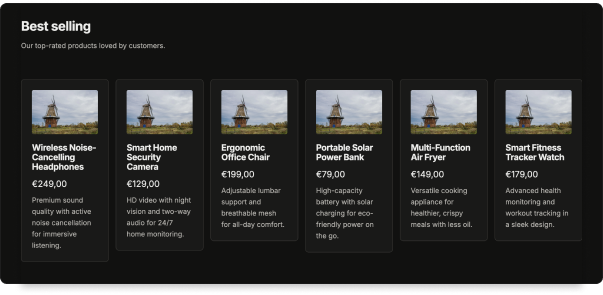 Best selling
Our top-rated products loved by customers.
Wireless Noise-
Cancelling
Headphones
€249,00
Premium sound
quality with active
noise cancellation
for immersive
listening.
Smart Home
Security
Camera
€129,00
HD video with night
vision and two-way
audio for 24/7
home monitoring.
Ergonomic
Office Chair
€199,00
Adjustable lumbar
support and
breathable mesh
for all-day comfort.
Portable Solar
Power Bank
€79,00
High-capacity
battery with solar
charging for eco-
friendly power on
the go.
Multi-Function
Air Fryer
€149,00
Versatile cooking
appliance for
healthier, crispy
meals with less oil.
Smart Fitness
Tracker Watch
€179,00
Advanced health
monitoring and
workout tracking in
a sleek design.